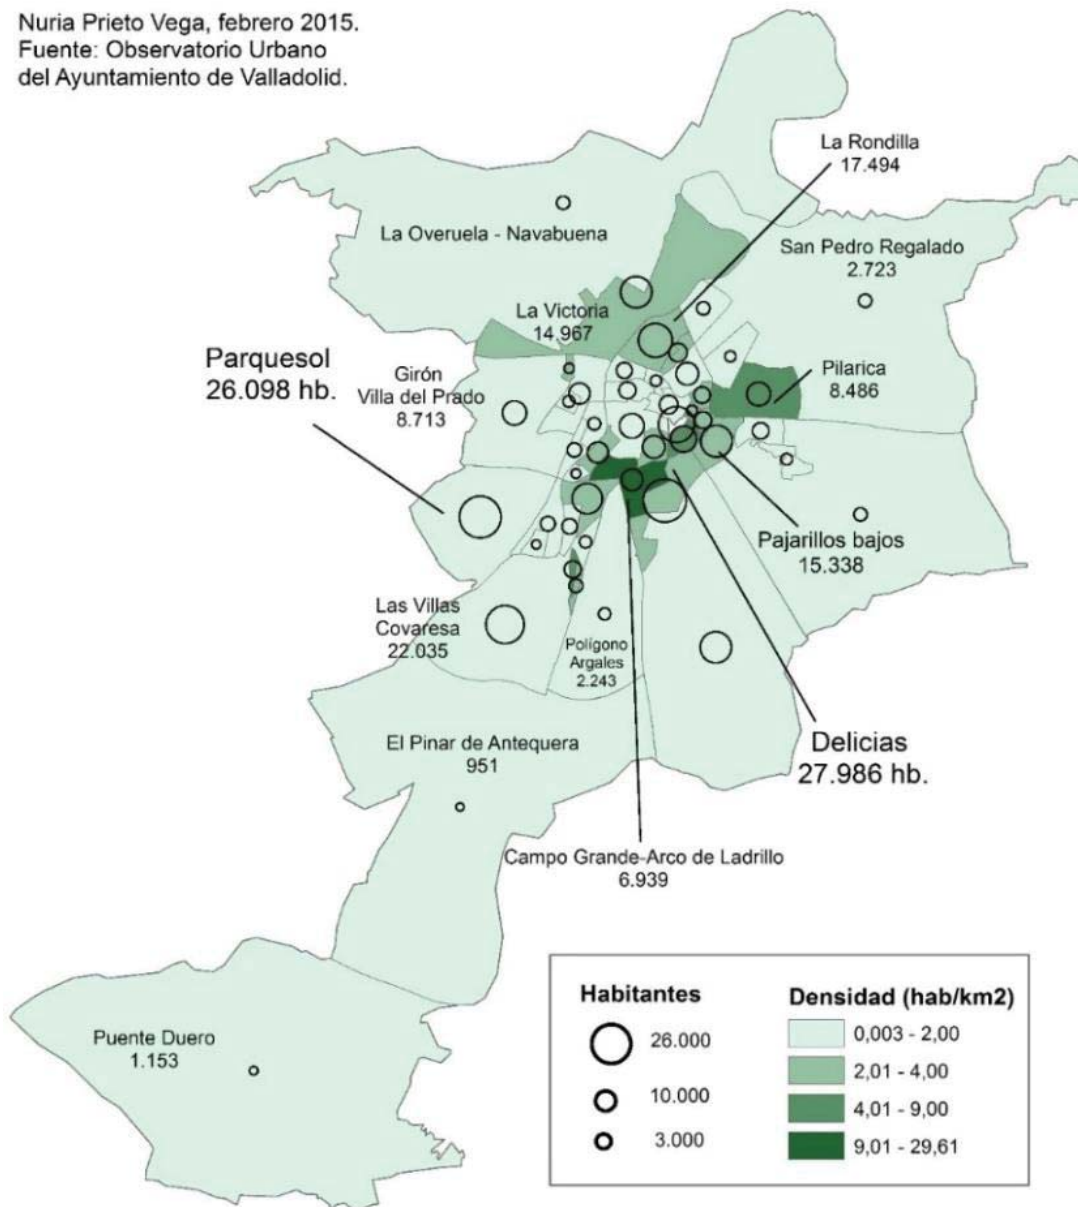 Nuria Prieto Vega, febrero 2015.
Fuente: Observatorio Urbano
del Ayuntamiento de Valladolid.
La Rondilla
17.494
La Overuela - Navabuena
San Pedro Regalado
2.723
La Victoria
14.967
Parquesol
26.098 hb.
Girón
Villa del Prado
8.713
Pilarica
8.486
Pajarillos bajos
15.338
Las Villas
Covaresa
22.035
Polígono
Argales
2.243
El Pinar de Antequera
951
Delicias
27.986 hb.
Campo Grande-Arco de Ladrillo
6.939
Puente Duero
1.153
Habitantes
26.000
10.000
3.000
Densidad (hab/km2)
0,003 - 2,00
2,01 - 4,00
4,01 - 9,00
9,01 - 29,61